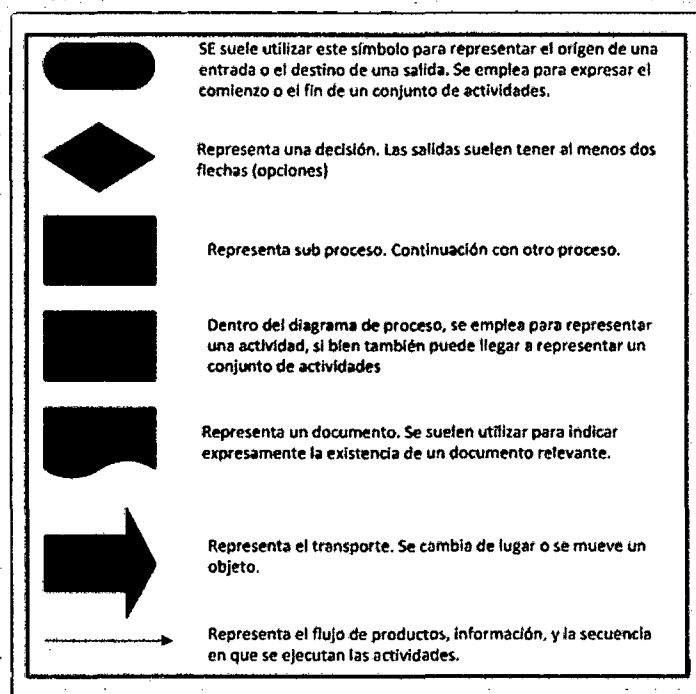 SE suele utilizar este símbolo para representar el orígen de una
entrada o el destino de una salida. Se emplea para expresar el
comienzo o el fin de un conjunto de actividades.
Representa una decisión. Las salidas suelen tener al menos dos
flechas (opciones)
Representa sub proceso. Continuación con otro proceso.
Dentro del diagrama de proceso, se emplea para representar
una actividad, si bien también puede llegar a representar un
conjunto de actividades
Representa un documento. Se suelen utilizar para indicar
expresamente la existencia de un documento relevante.
Representa el transporte. Se cambia de lugar o se mueve un
objeto.
Representa el flujo de productos, información, y la secuencia
en que se ejecutan las actividades.